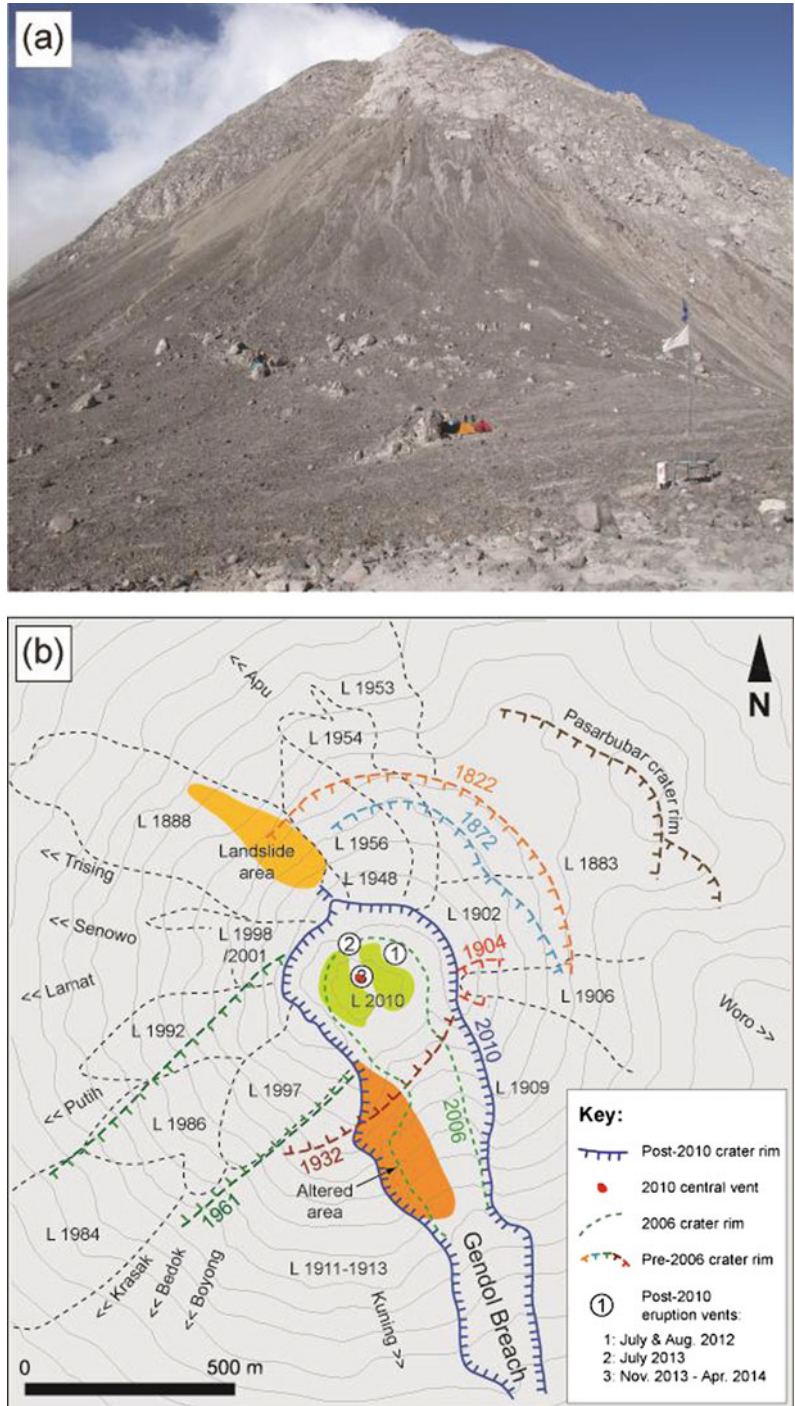 (a)
(b)
N
<< Apu
L 1953
L 1954
Pasarbubar crater rim
1822
1872
L 1888
Landslide
area
L 1956
L 1948
L 1883
<< Trising
<< Senowo
L 1998
/2001
L 1902
1904
<< Lamat
2
1
3
L 2010
L 1906
Woro >>
2010
L 1992
<< Putih
L 1997
L 1909
2006
L 1986
1932
Altered
area
1961
L 1984
<< Krasak
<< Bedok
<< Boyong
L 1911-1913
Kuning >>
Gendol Breach
0
500 m
Key:
Post-2010 crater rim
2010 central vent
2006 crater rim
Pre-2006 crater rim
1
Post-2010
eruption vents:
1: July & Aug. 2012
2: July 2013
3: Nov. 2013 - Apr. 2014